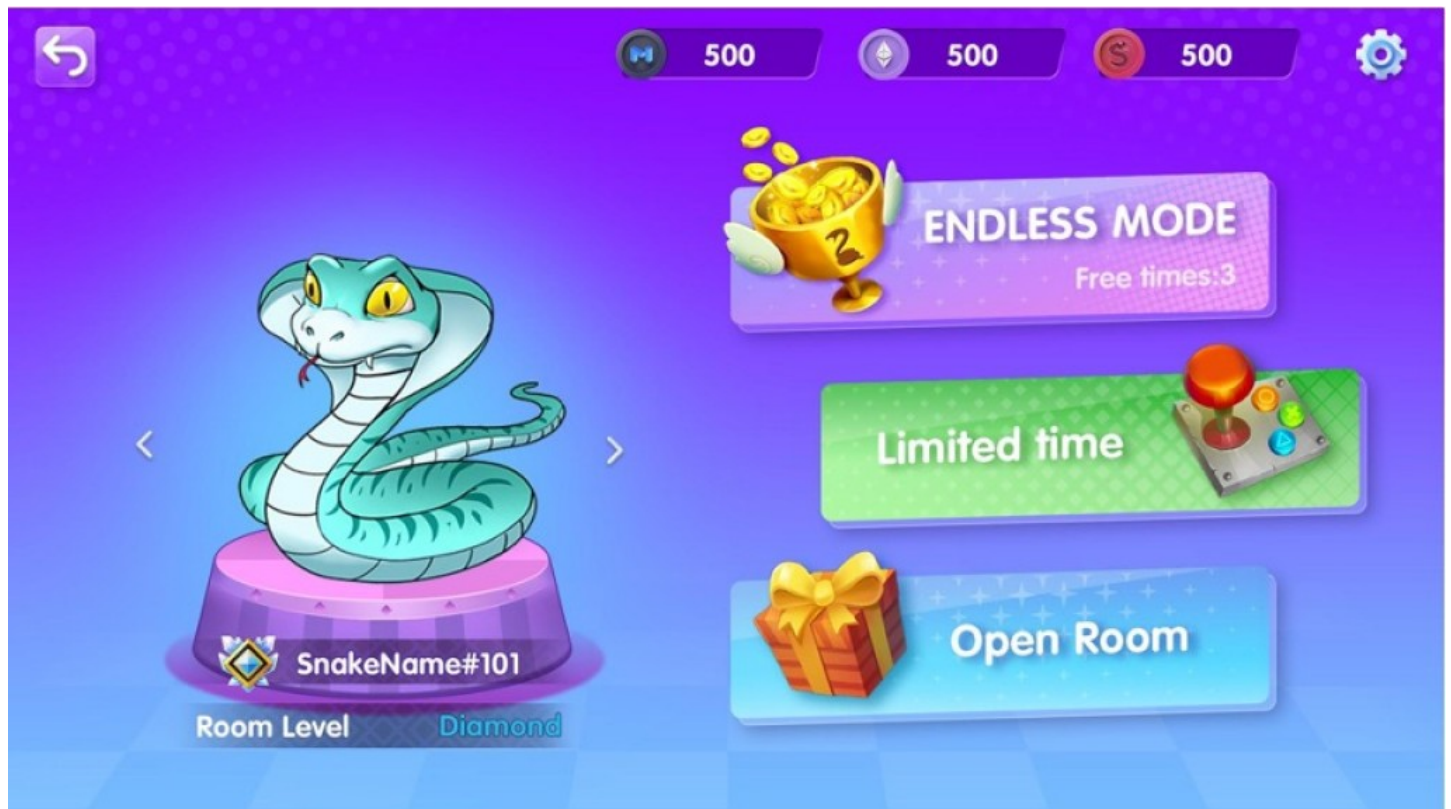 500 500 500
ENDLESS MODE
Free times:3
Limited time
Open Room
SnakeName#101
Room Level Diamond